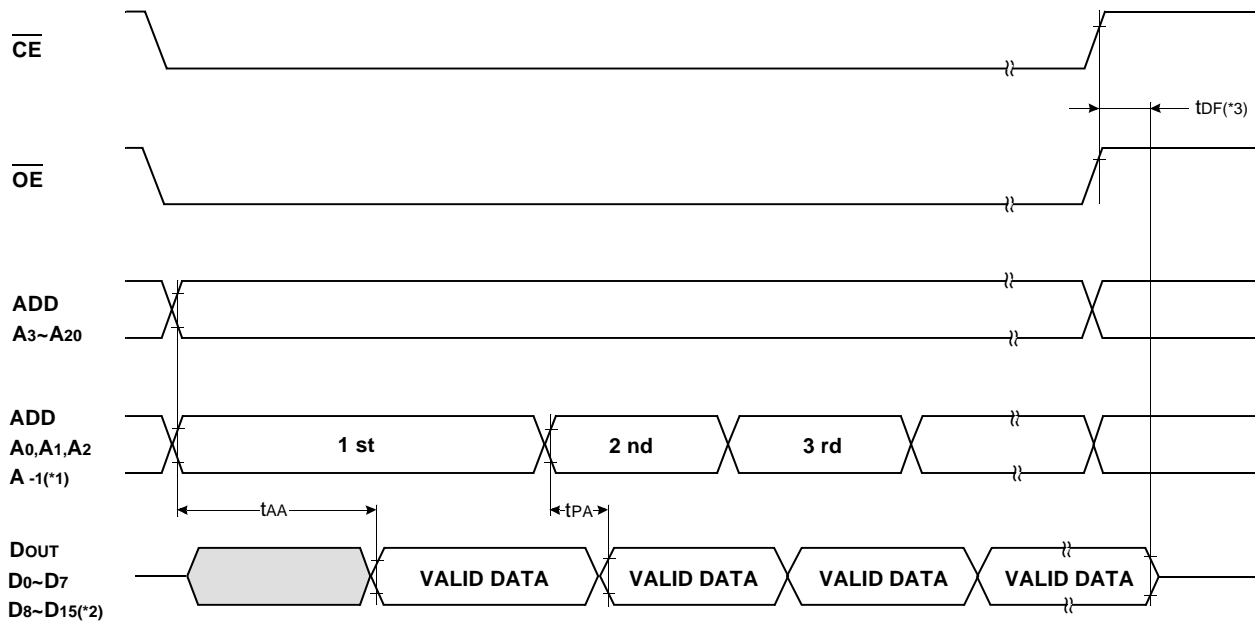 CE
tDF(*3)
OE
ADD
A3~A20
ADD
A0,A1,A2
A -1(*1)
1 st
2 nd
3 rd
tAA
tPA
DOUT
D0~D7
D8~D15(*2)
VALID DATA
VALID DATA
VALID DATA
VALID DATA